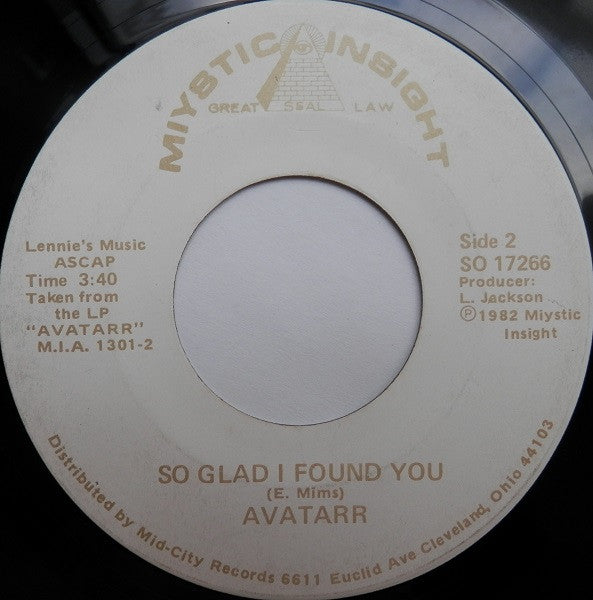 MIYSTIC INSIGHT
GREAT SEAL LAW
Lennie's Music
ASCAP
Time 3:40
Taken from
the LP
"AVATARR"
M.I.A. 1301-2
Side 2
SO 17266
Producer:
L. Jackson
Ⓟ1982 Miystic
Insight
SO GLAD I FOUND YOU
(E. Mims)
AVATARR
Distributed by Mid-City Records 6611 Euclid Ave Cleveland, Ohio 44103